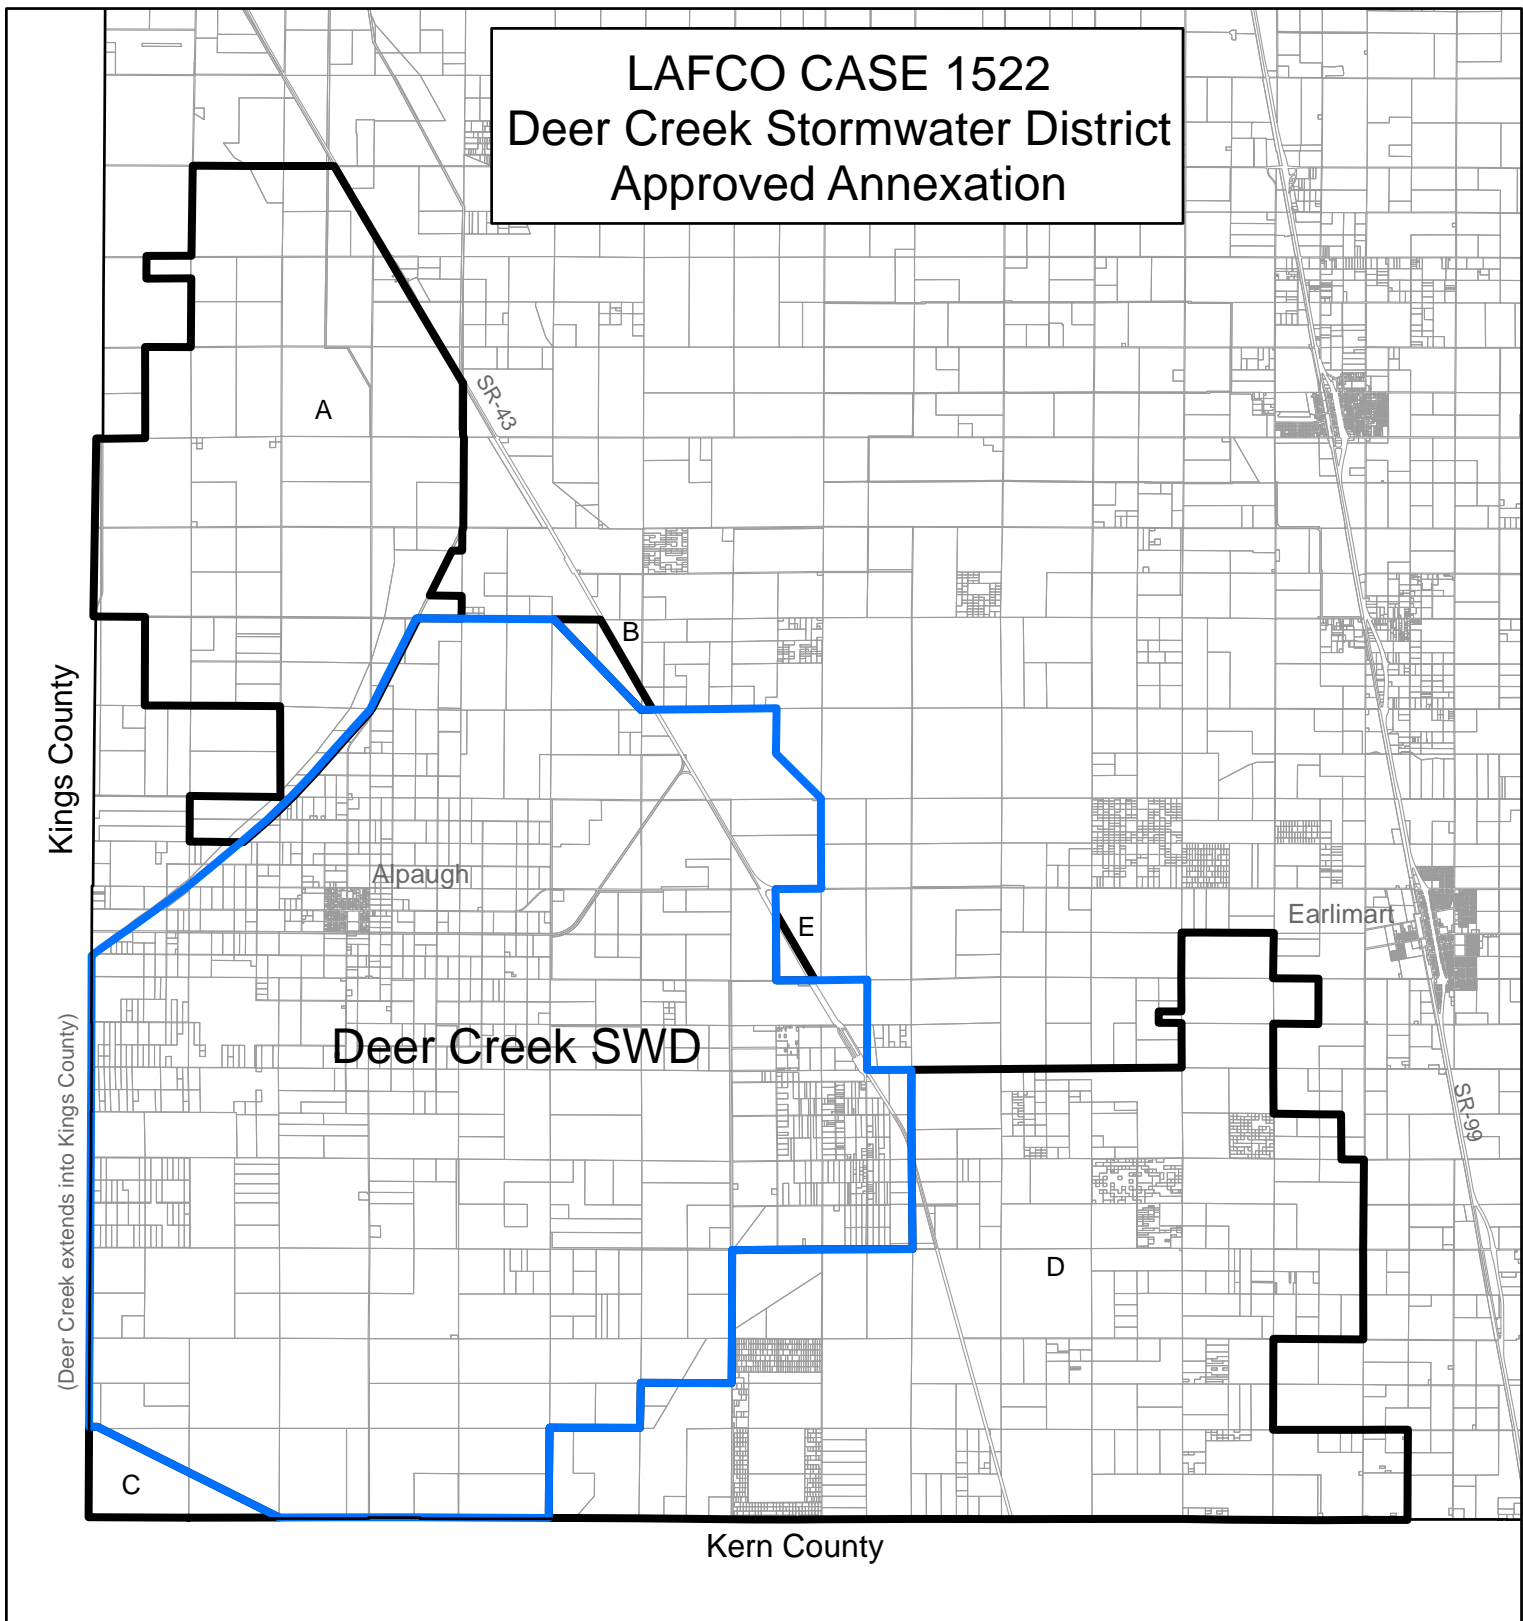 LAFCO CASE 1522
Deer Creek Stormwater District
Approved Annexation
A
SR-43
B
Kings County
Alpaugh
E
Earlimart
Deer Creek SWD
(Deer Creek extends into Kings County)
SR-99
D
C
Kern County